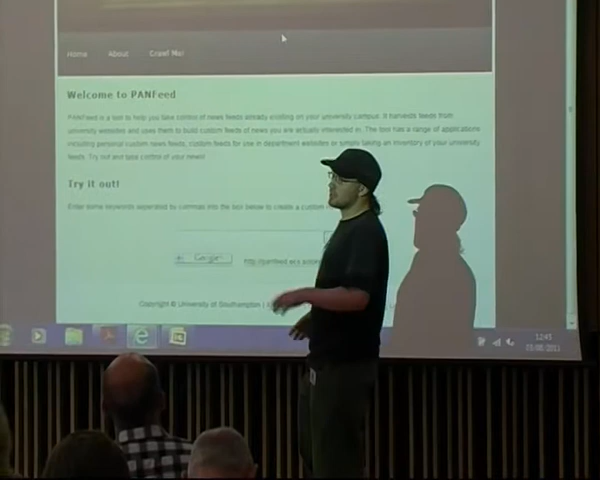 Home About Crawl Me!
Welcome to PANFeed
PANFeed is a tool to help you take control of news feeds already existing on your university campus. It harvests feeds from
university websites and uses them to build custom feeds of news you are actually interested in. The tool has a range of applications
including personal custom news feeds, custom feeds for use in department websites or simply taking an inventory of your university
feeds. Try out and take control of your news!
Try it out!
Enter some keywords separated by commas into the box below to create a custom
Google
Copyright © University of Southampton |
12:45